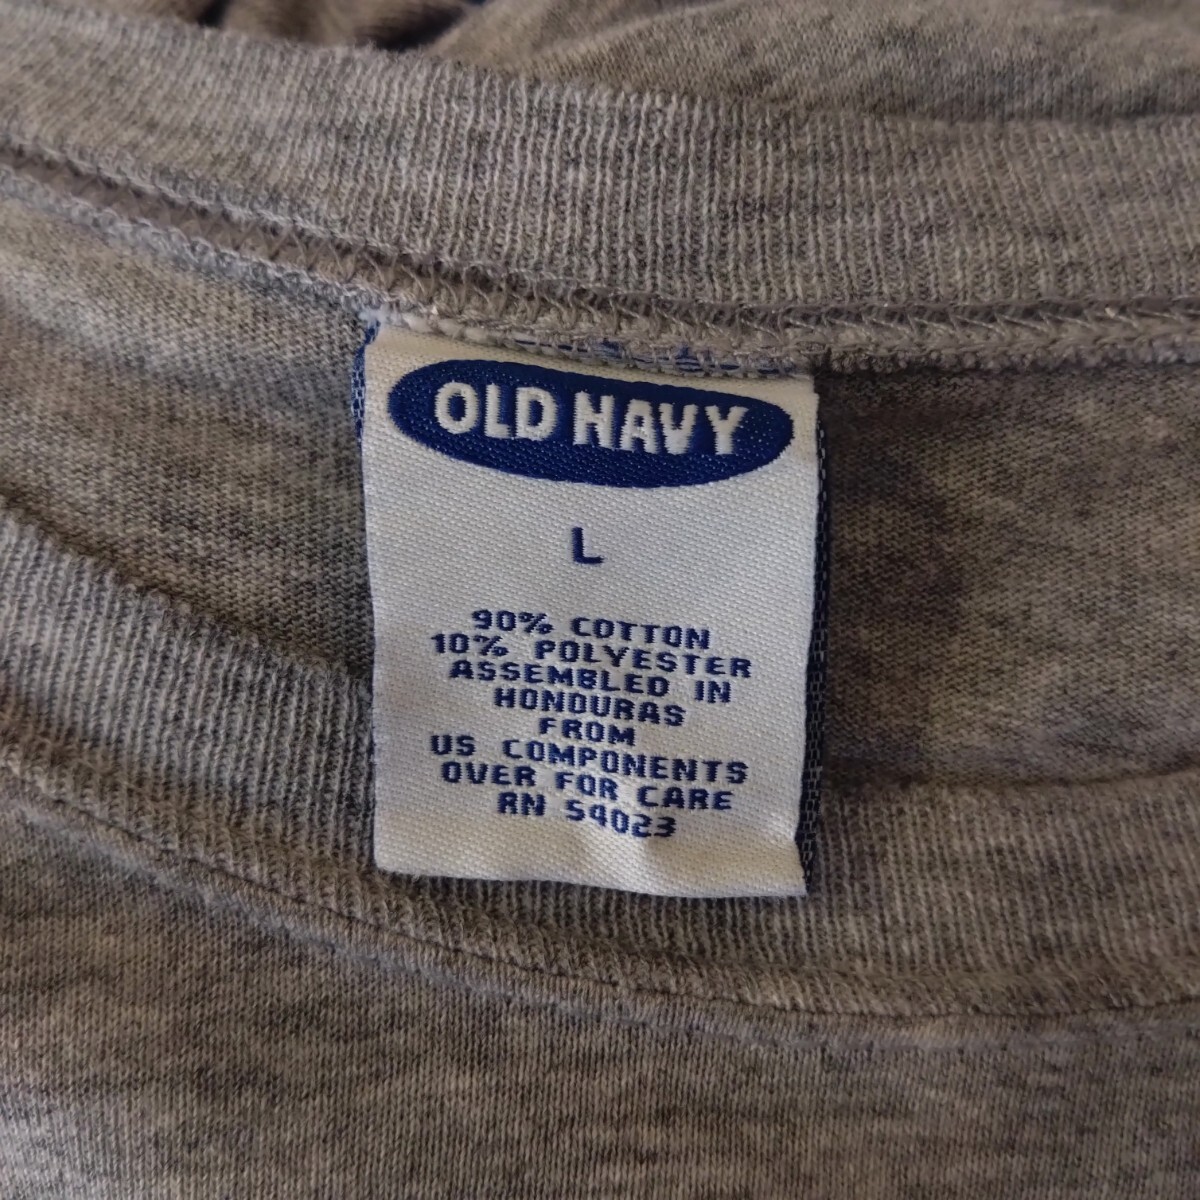 OLD NAVY
L
90% COTTON
10% POLYESTER
ASSEMBLED IN
HONDURAS
FROM
US COMPONENTS
OVER FOR CARE
RN 54023